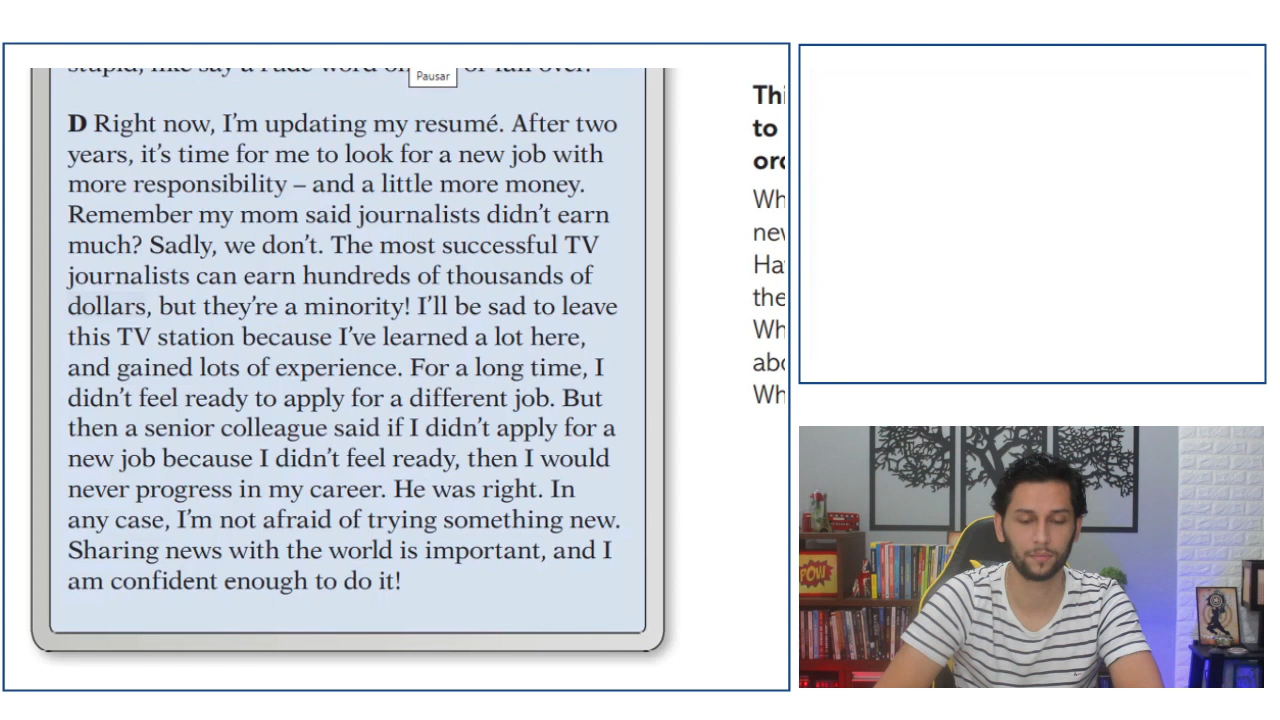 Pausar
D Right now, I'm updating my resumé. After two
years, it's time for me to look for a new job with
more responsibility – and a little more money.
Remember my mom said journalists didn't earn
much? Sadly, we don't. The most successful TV
journalists can earn hundreds of thousands of
dollars, but they're a minority! I'll be sad to leave
this TV station because I've learned a lot here,
and gained lots of experience. For a long time, I
didn't feel ready to apply for a different job. But
then a senior colleague said if I didn't apply for a
new job because I didn't feel ready, then I would
never progress in my career. He was right. In
any case, I'm not afraid of trying something new.
Sharing news with the world is important, and I
am confident enough to do it!
to
POW